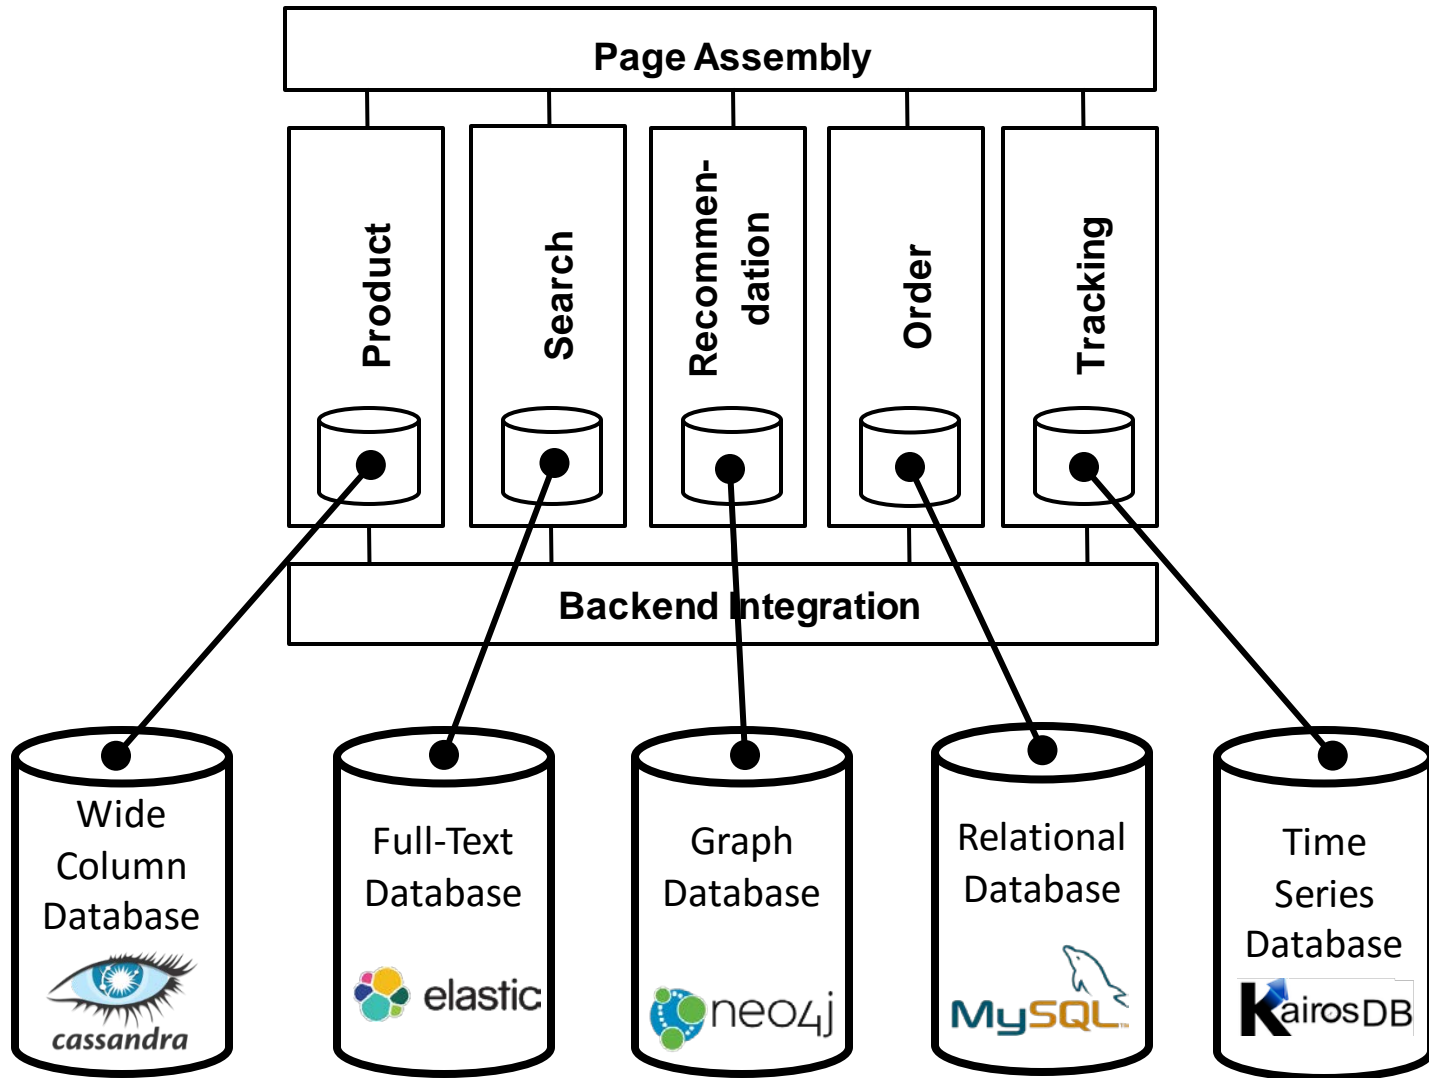 Page Assembly
Product
Search
Recommen-
dation
Order
Tracking
Backend Integration
Wide
Column
Database
cassandra
Full-Text
Database
elastic
Graph
Database
neo4j
Relational
Database
MySQL
Time
Series
Database
KairosDB